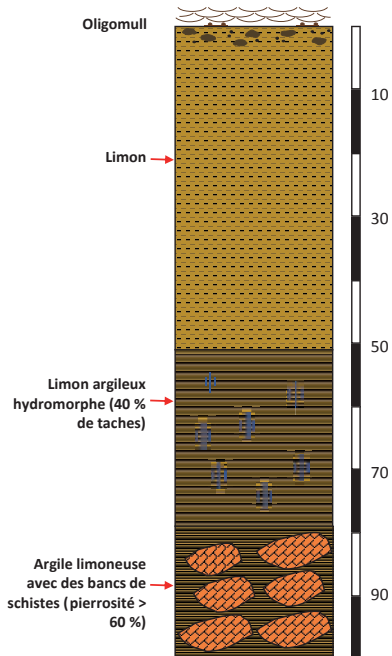 Oligomull
10
Limon
30
50
Limon argileux
hydromorphe (40 %
de taches)
70
Argile limoneuse
avec des bancs de
schistes (pierrosité >
60 %)
90